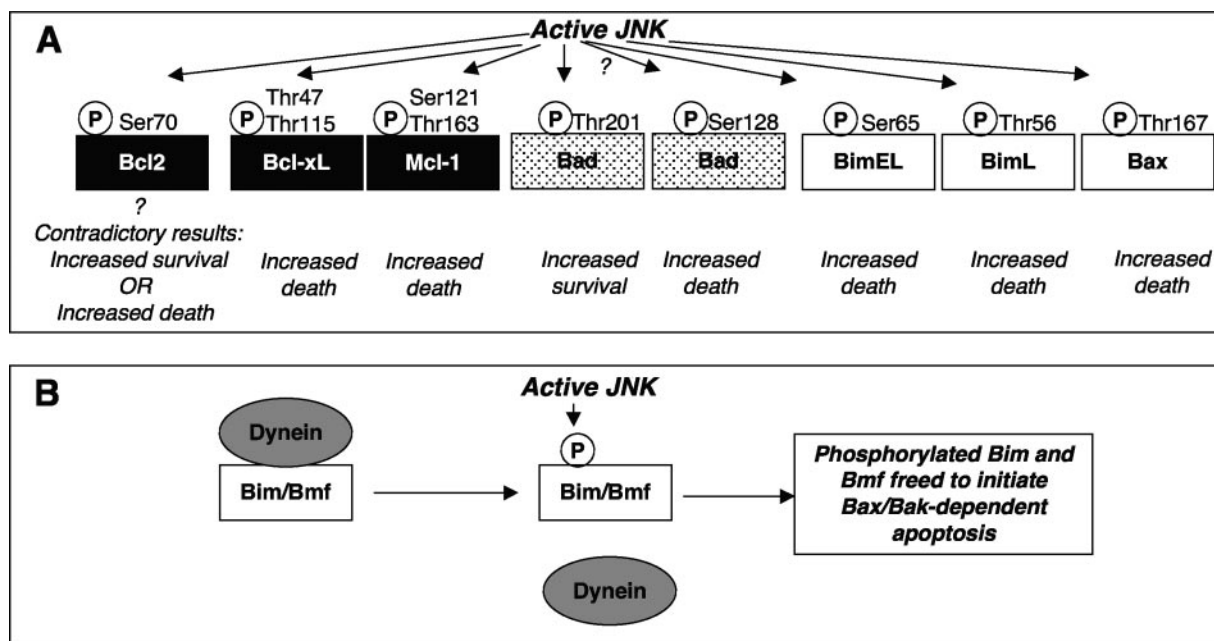 A
Active JNK
?
P Ser70
Thr47
P Thr115
Ser121
P Thr163
P Thr201
P Ser128
P Ser65
P Thr56
P Thr167
Bcl2
Bcl-xL
Mcl-1
Bad
Bad
BimEL
BimL
Bax
?
Contradictory results:
Increased survival
OR
Increased death
Increased
death
Increased
death
Increased
survival
Increased
death
Increased
death
Increased
death
Increased
death
B
Dynein
Bim/Bmf
Active JNK
P
Bim/Bmf
Dynein
Phosphorylated Bim and
Bmf freed to initiate
Bax/Bak-dependent
apoptosis